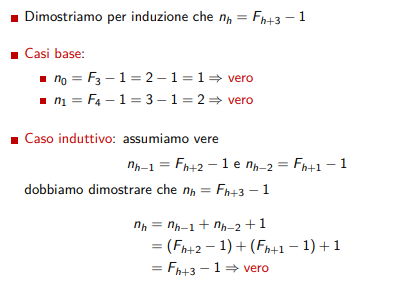 Dimostriamo per induzione che n_h = F_{h+3} − 1
Casi base:
n_0 = F_3 − 1 = 2 − 1 = 1 ⇒ vero
n_1 = F_4 − 1 = 3 − 1 = 2 ⇒ vero
Caso induttivo: assumiamo vere
n_{h−1} = F_{h+2} − 1 e n_{h−2} = F_{h+1} − 1
dobbiamo dimostrare che n_h = F_{h+3} − 1
n_h = n_{h−1} + n_{h−2} + 1
= (F_{h+2} − 1) + (F_{h+1} − 1) + 1
= F_{h+3} − 1 ⇒ vero